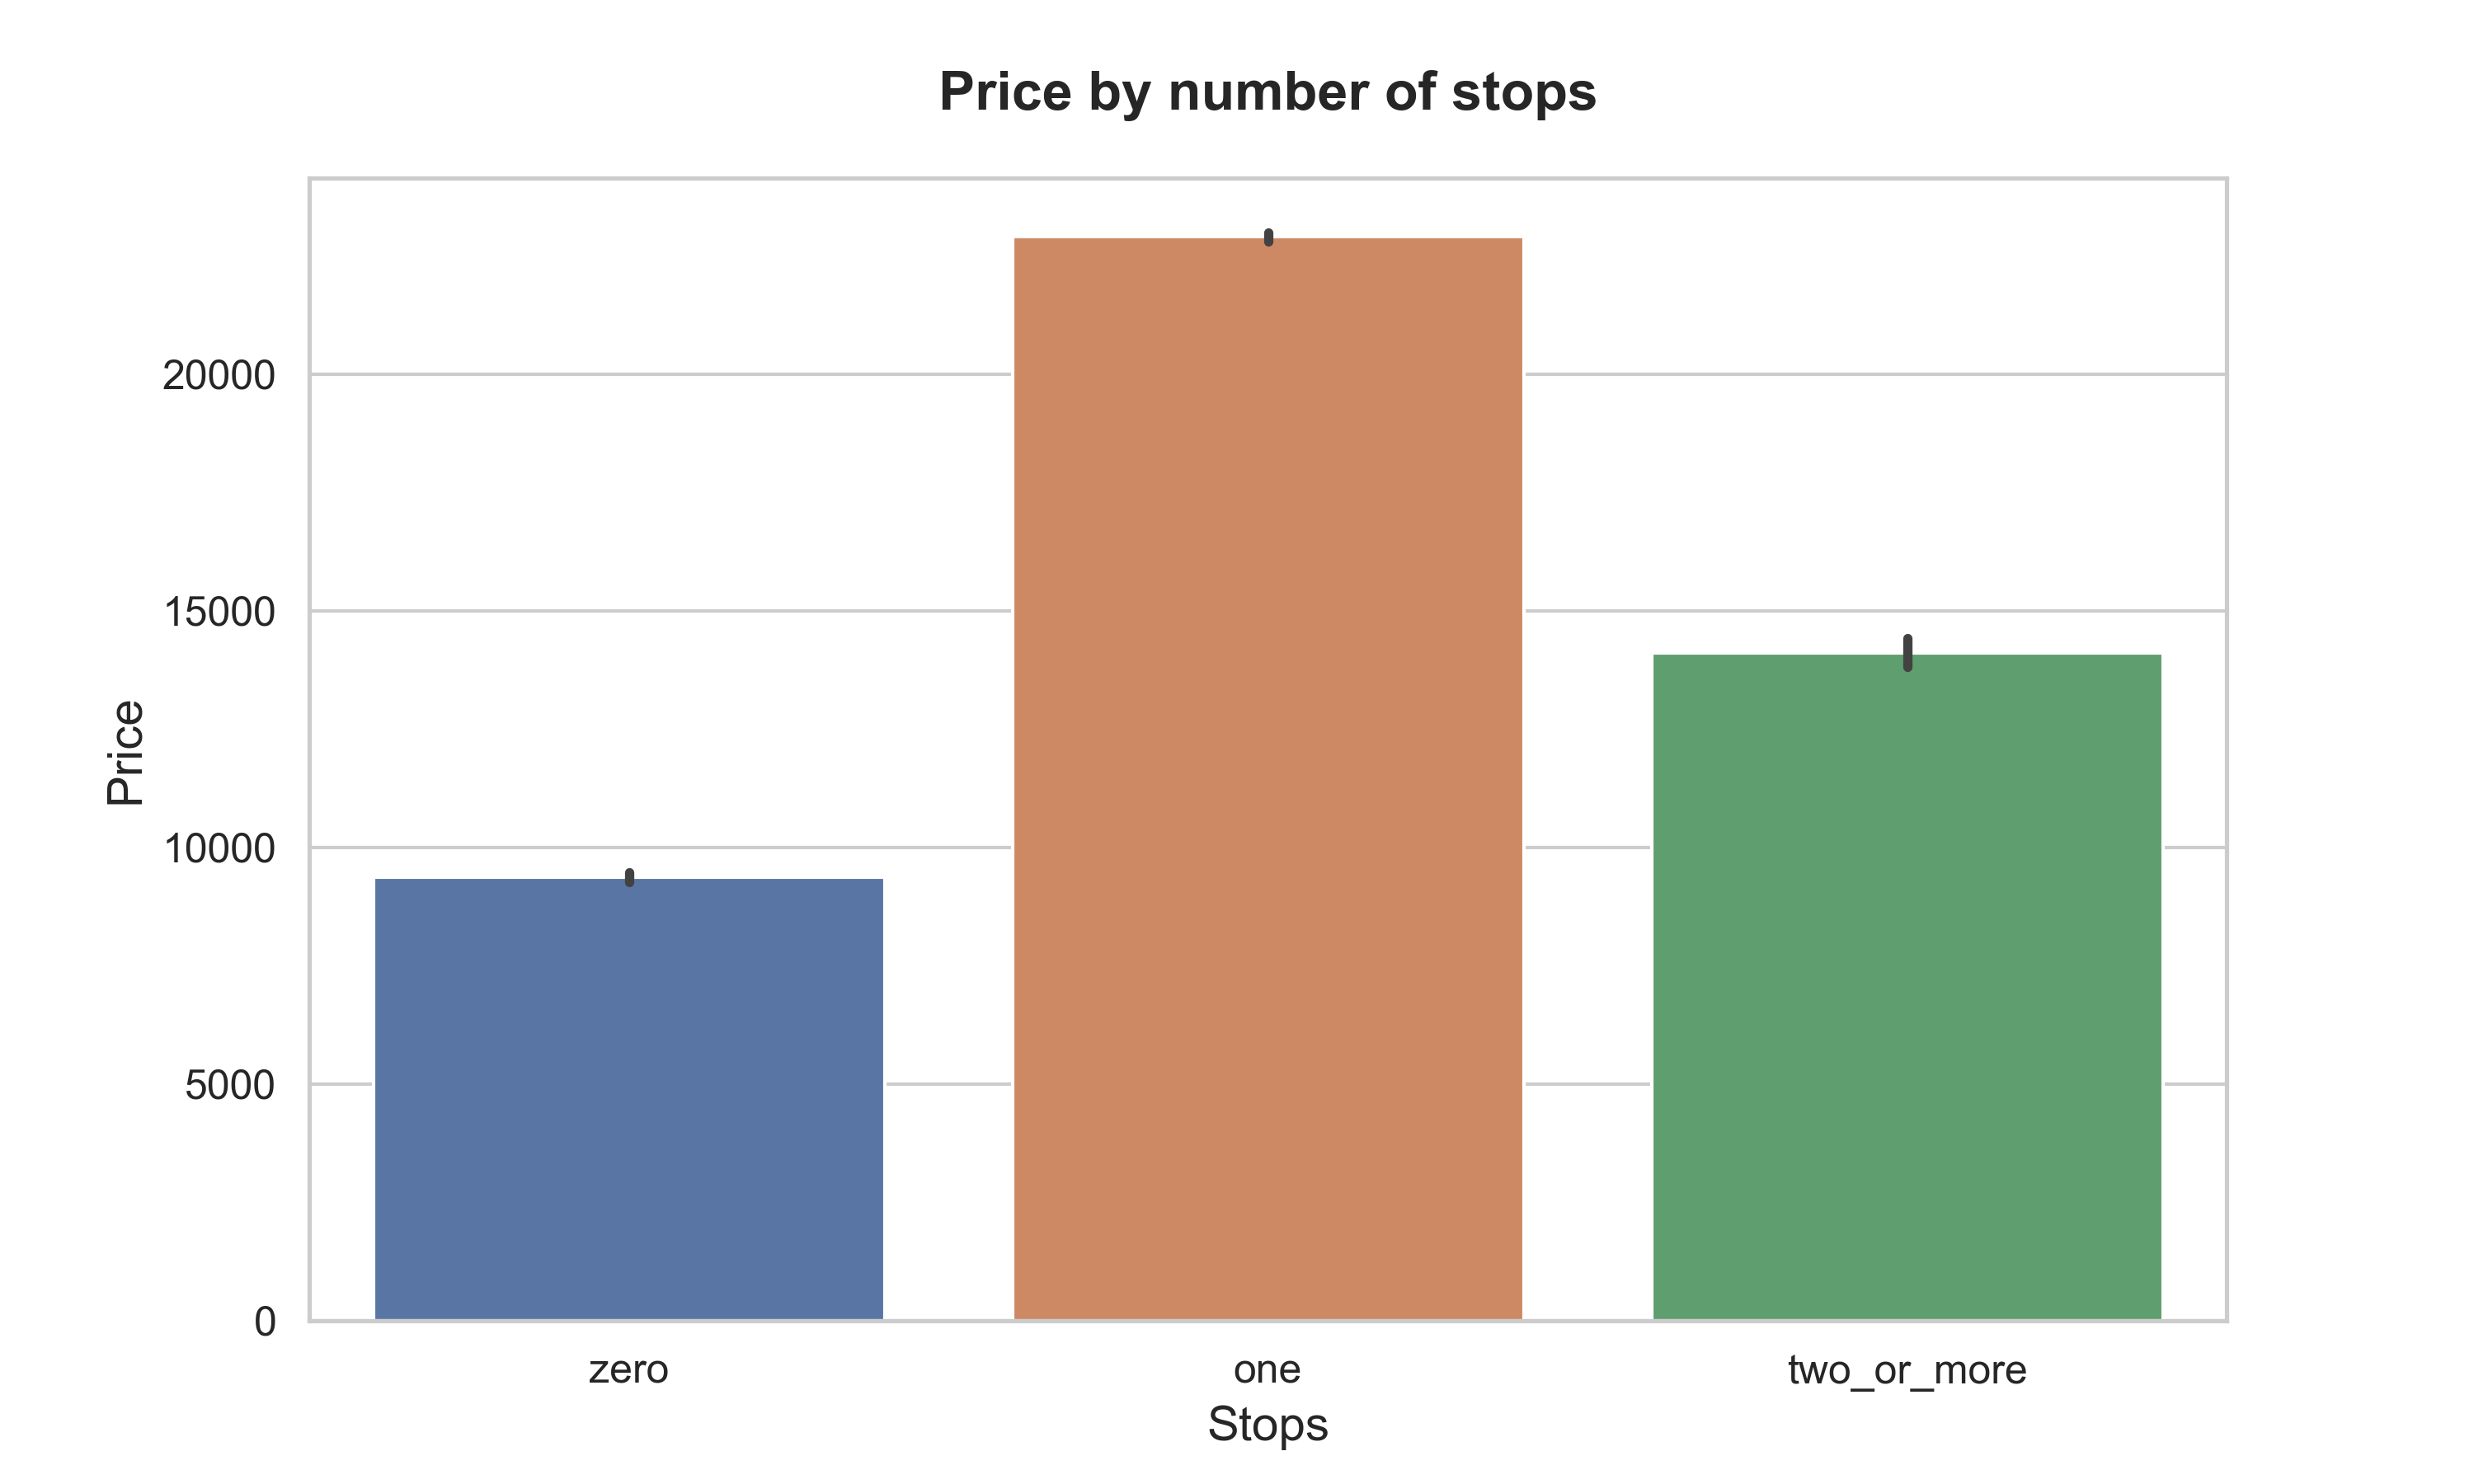 Price by number of stops
20000
15000
10000
5000
0
Price
zero one two_or_more
Stops